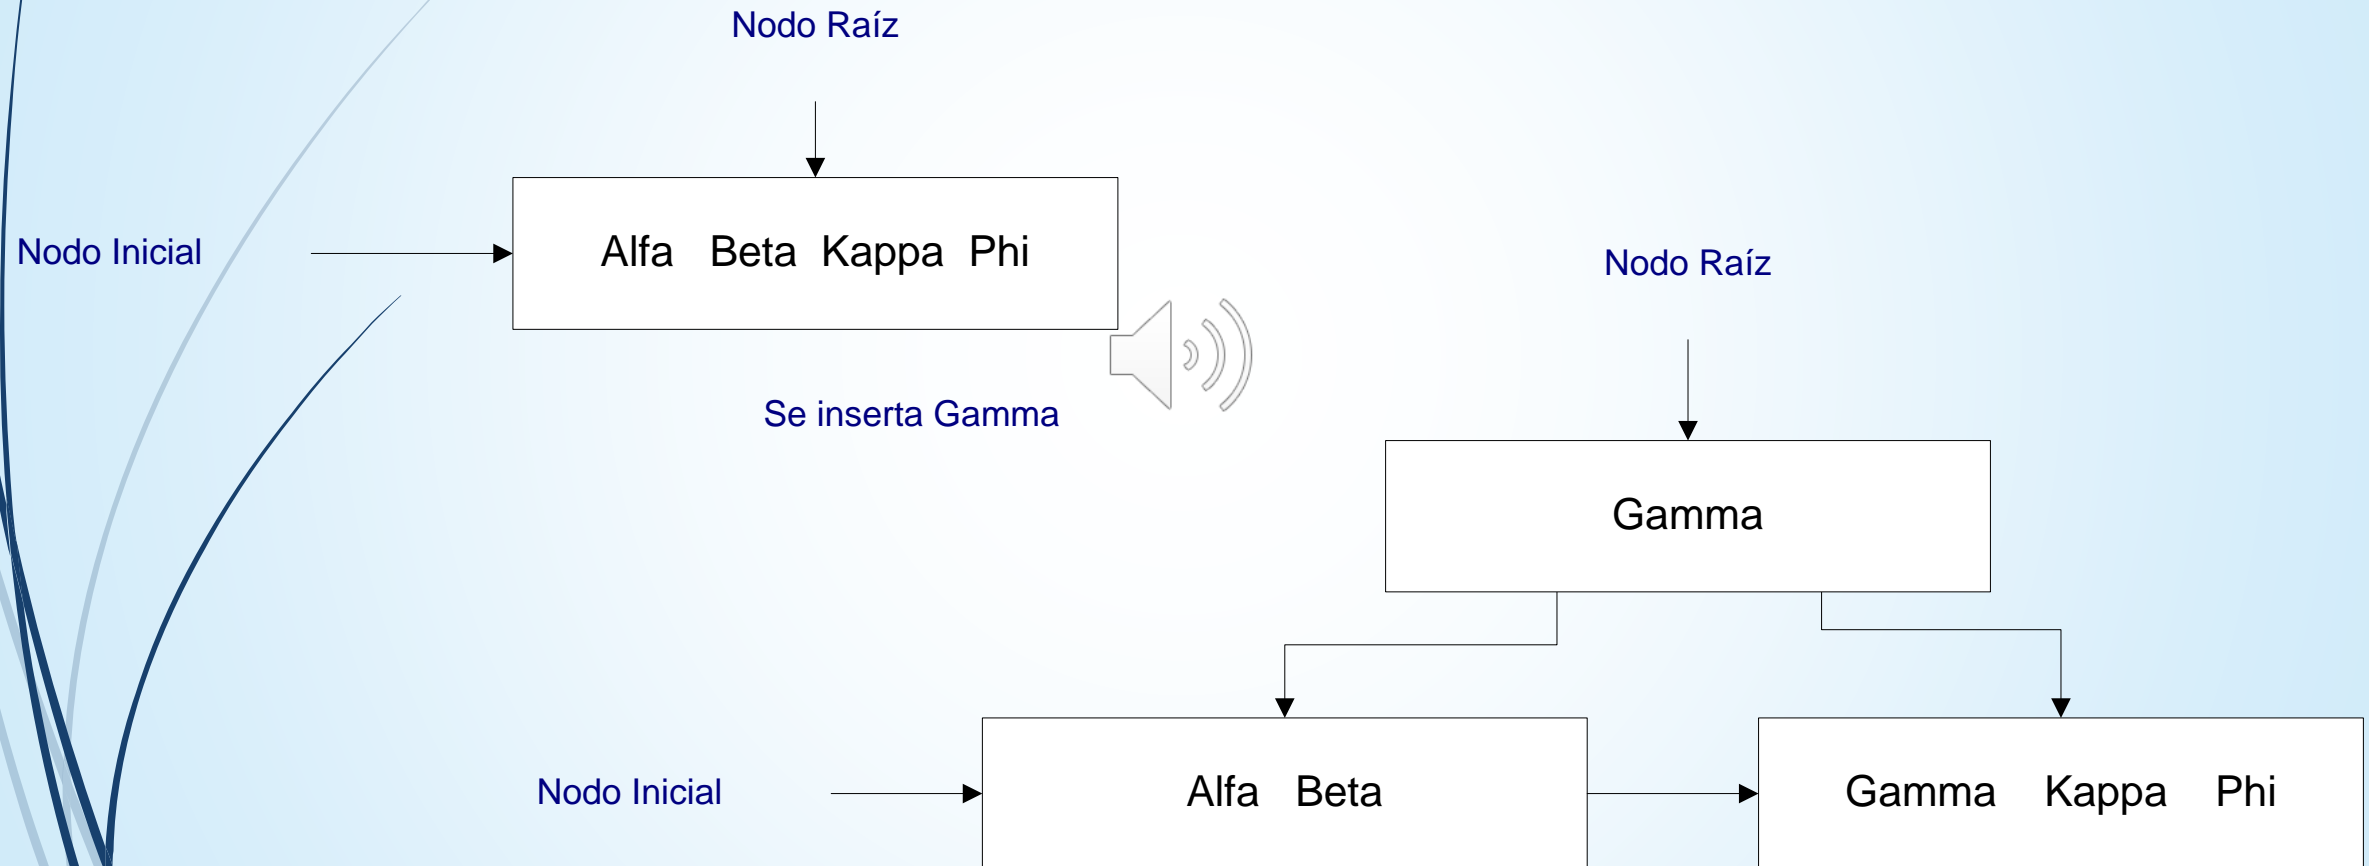 Nodo Raíz
Nodo Inicial
Alfa Beta Kappa Phi
Se inserta Gamma
Nodo Raíz
Gamma
Nodo Inicial
Alfa Beta
Gamma Kappa Phi